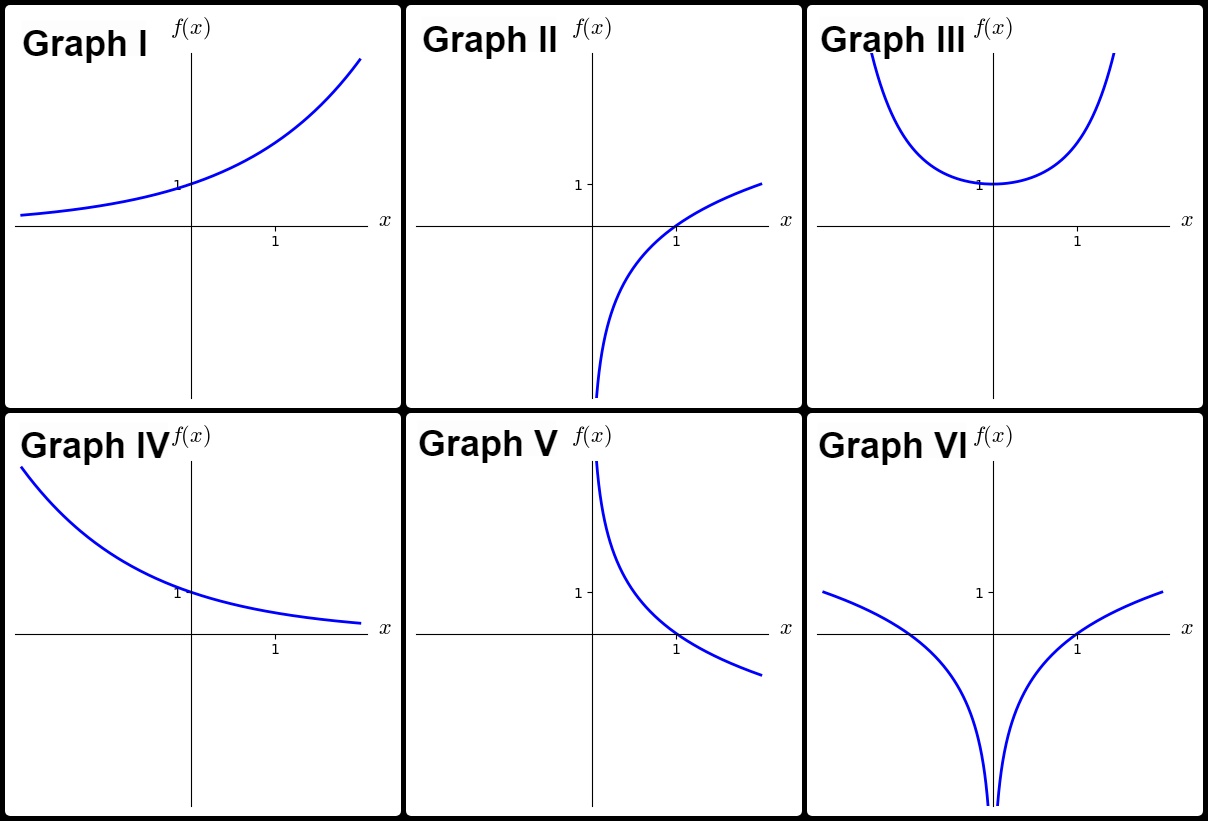 Graph I f(x)
1
x
1
Graph II f(x)
1
x
1
Graph III f(x)
1
x
1
Graph IV f(x)
1
x
1
Graph V f(x)
1
x
1
Graph VI f(x)
1
x
1